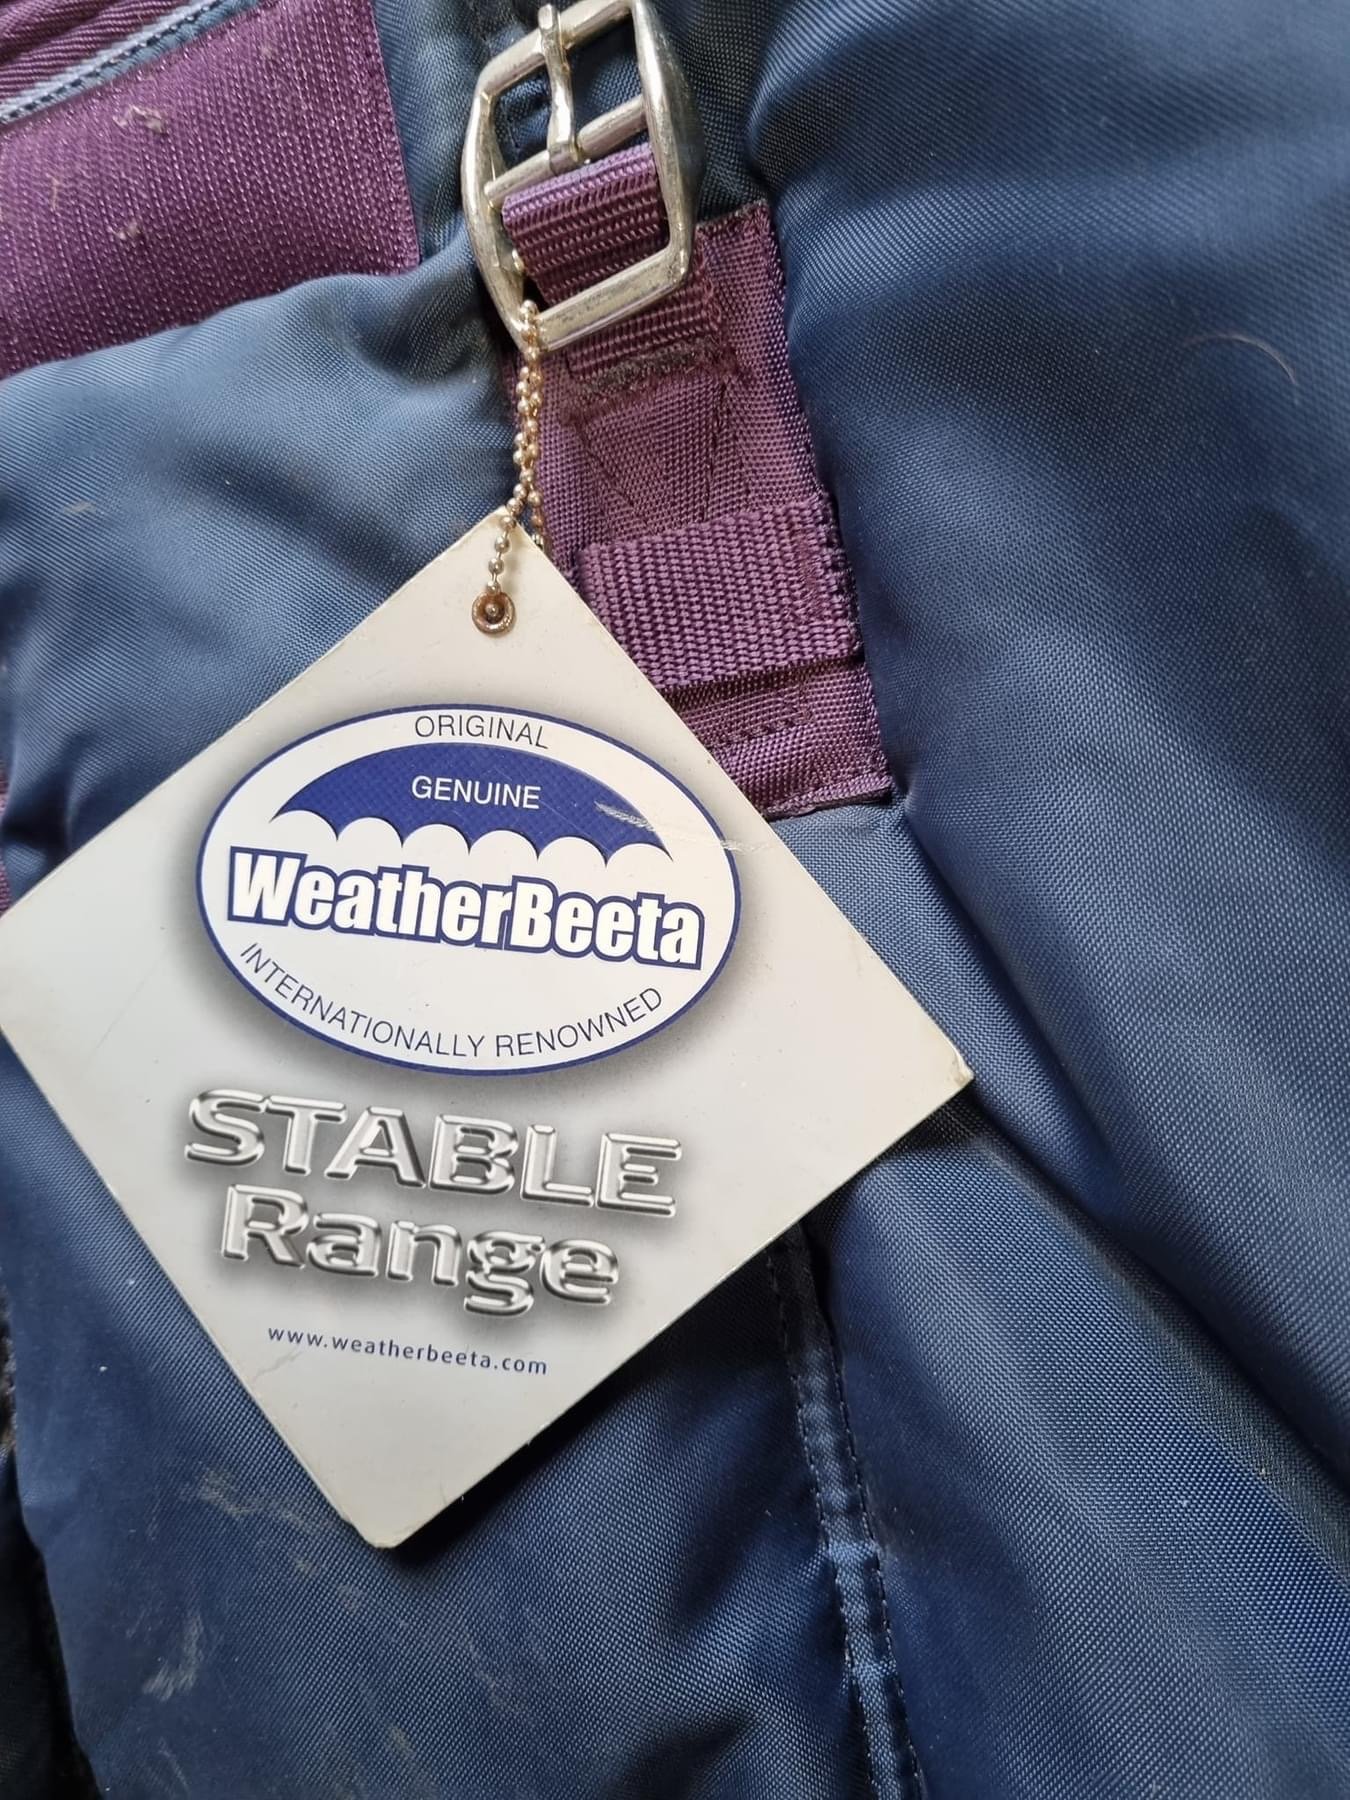 ORIGINAL
GENUINE
WeatherBeeta
INTERNATIONALLY RENOWNED
STABLE
Range
www.weatherbeeta.com